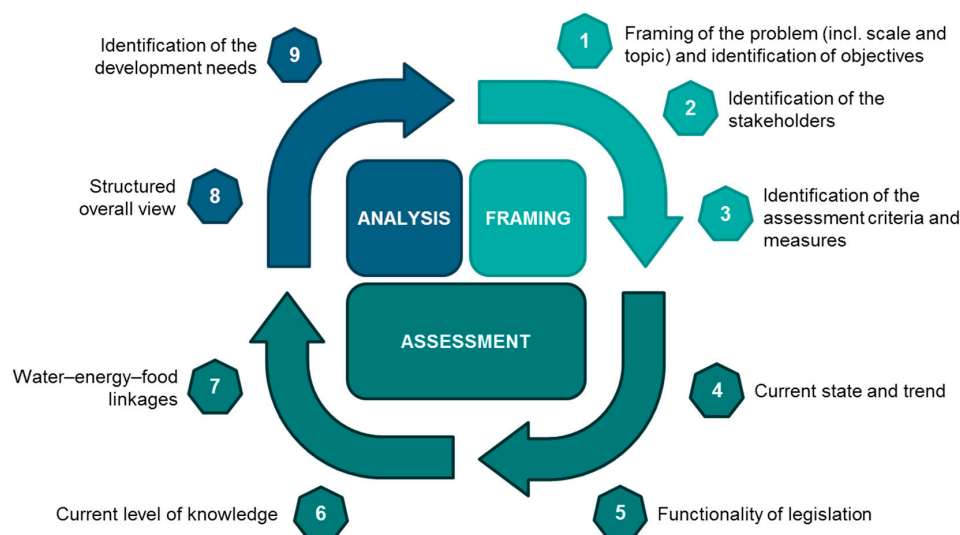 1
Framing of the problem (incl. scale and
topic) and identification of objectives
2
Identification of the
stakeholders
3
Identification of the
assessment criteria and
measures
4
Current state and trend
5
Functionality of legislation
6
Current level of knowledge
7
Water–energy–food
linkages
8
Structured
overall view
9
Identification of the
development needs
ANALYSIS
FRAMING
ASSESSMENT